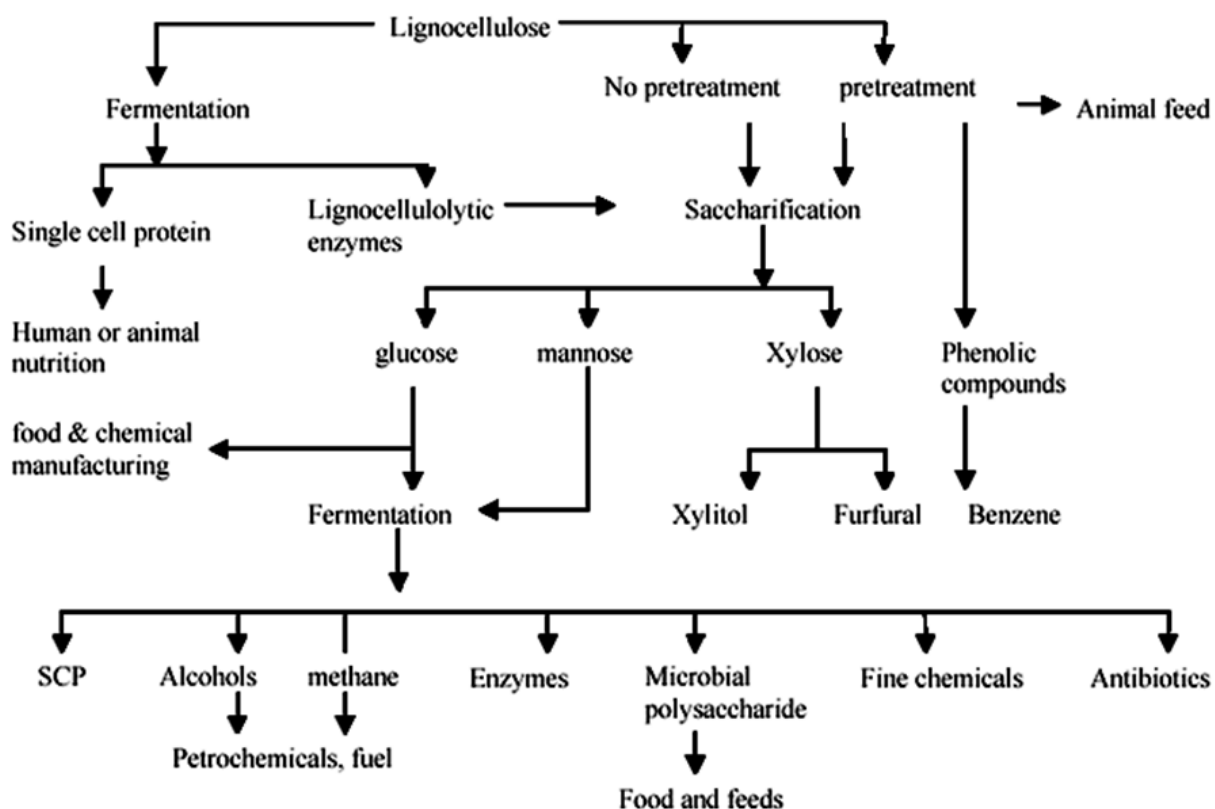 Lignocellulose
No pretreatment
pretreatment
Animal feed
Fermentation
Single cell protein
Lignocellulolytic
enzymes
Saccharification
Human or animal
nutrition
glucose
mannose
Xylose
Phenolic
compounds
food & chemical
manufacturing
Fermentation
Xylitol
Furfural
Benzene
SCP
Alcohols
methane
Enzymes
Microbial
polysaccharide
Fine chemicals
Antibiotics
Petrochemicals, fuel
Food and feeds